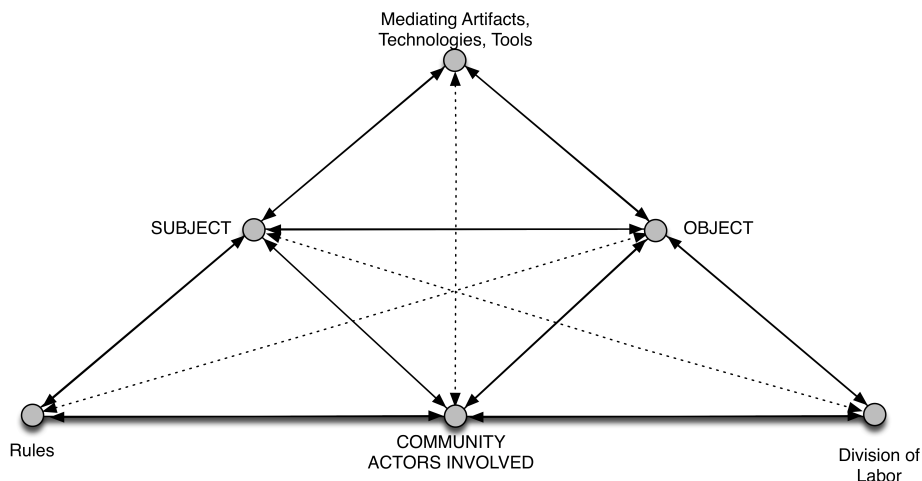 Mediating Artifacts,
Technologies, Tools
SUBJECT
OBJECT
Rules
COMMUNITY
ACTORS INVOLVED
Division of
Labor